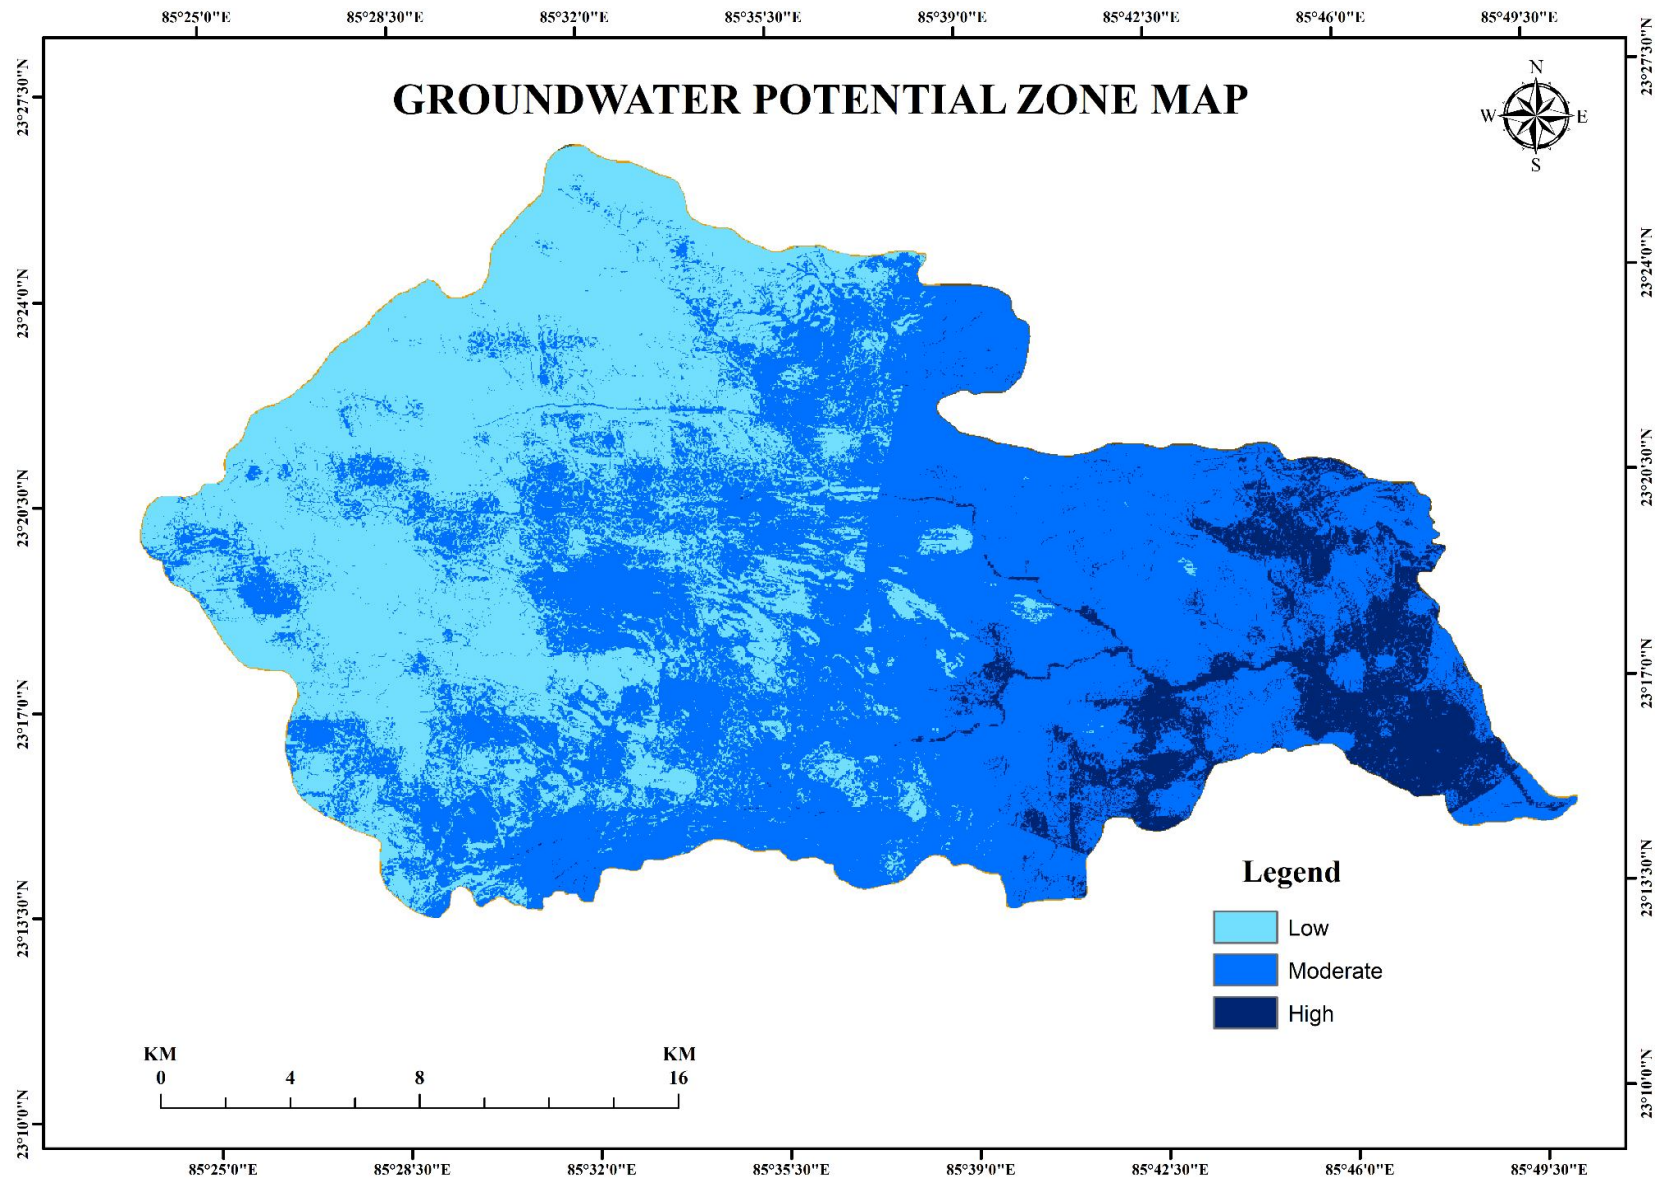 85°25'0"E 85°28'30"E 85°32'0"E 85°35'30"E 85°39'0"E 85°42'30"E 85°46'0"E 85°49'30"E
GROUNDWATER POTENTIAL ZONE MAP
N
W E
S
23°27'30"N 23°27'30"N
23°24'0"N 23°24'0"N
23°20'30"N 23°20'30"N
23°17'0"N 23°17'0"N
23°13'30"N 23°13'30"N
23°10'0"N 23°10'0"N
Legend
Low
Moderate
High
KM KM
0 4 8 16
85°25'0"E 85°28'30"E 85°32'0"E 85°35'30"E 85°39'0"E 85°42'30"E 85°46'0"E 85°49'30"E